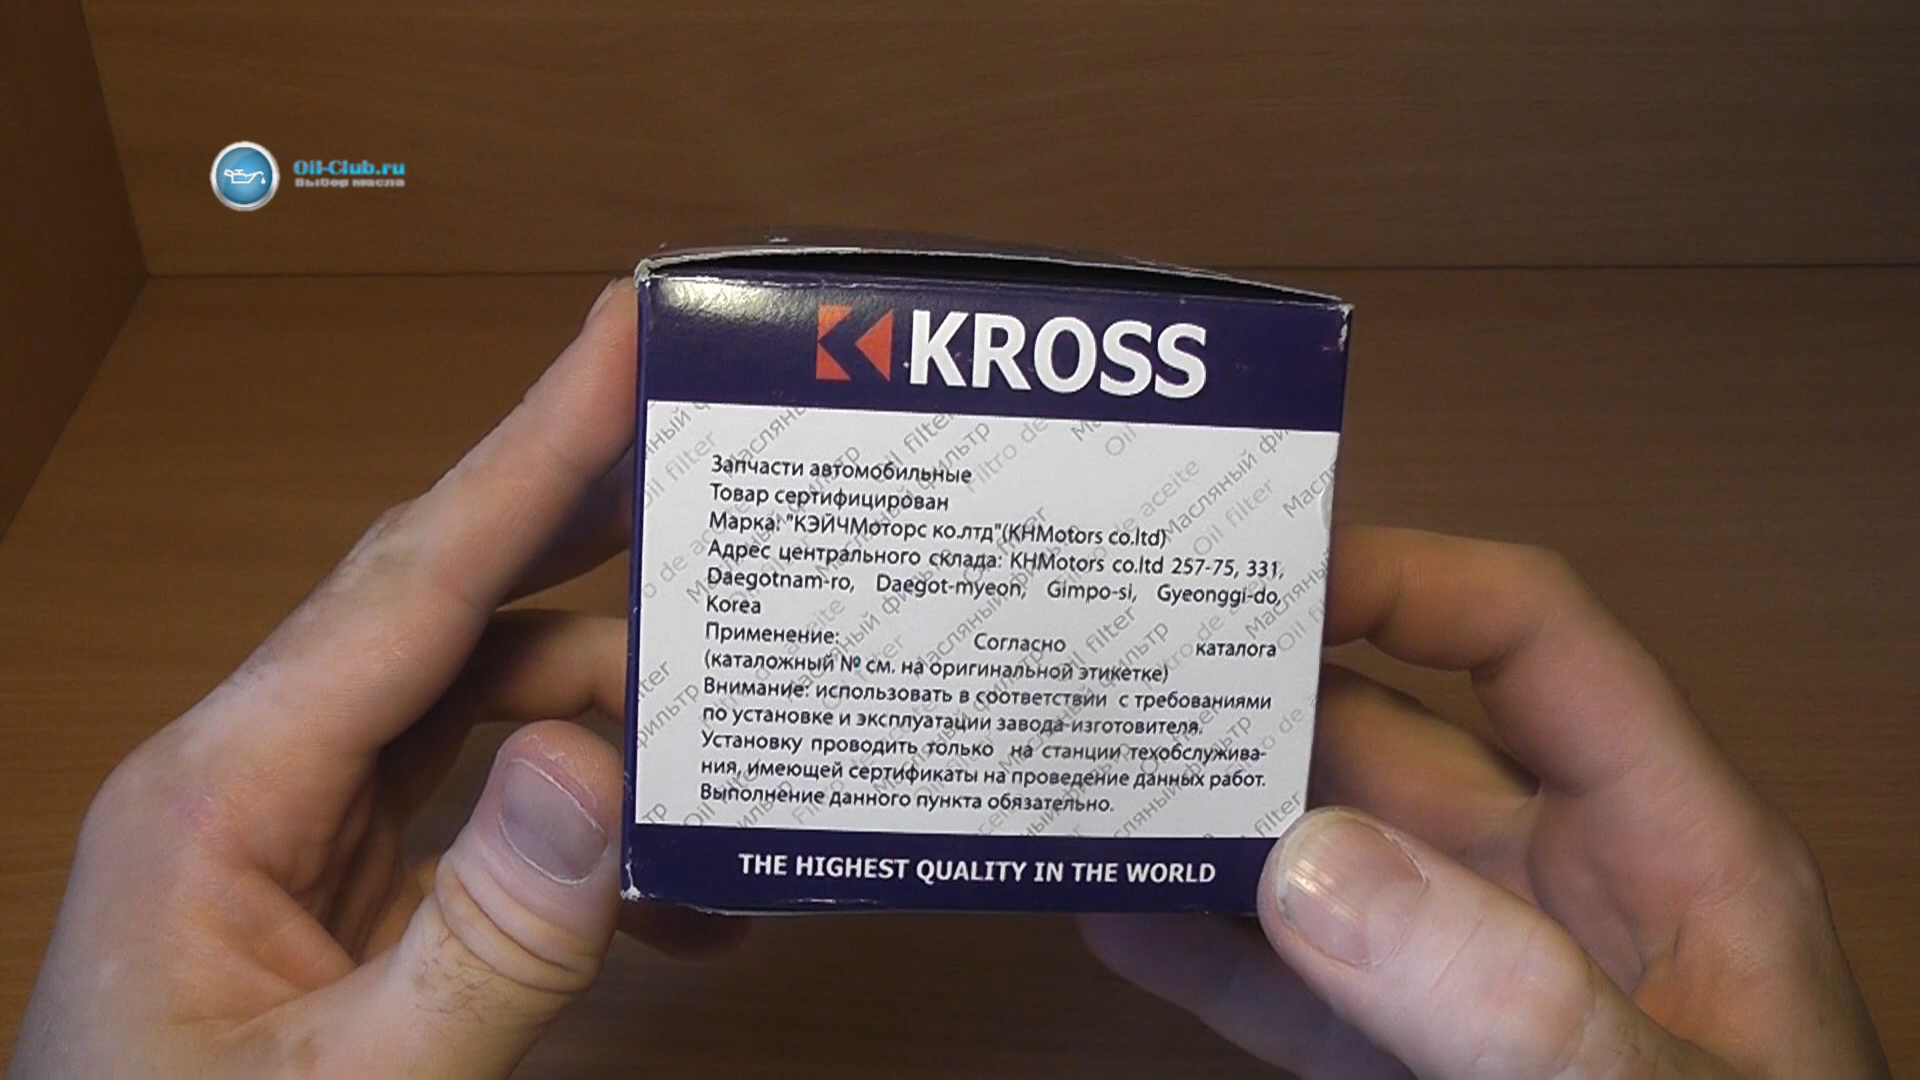 Oil-Club.ru
Выбор масла
KROSS
Запчасти автомобильные
Товар сертифицирован
Марка: "КЭЙЧМоторс ко.лтд"(KHMotors co.ltd)
Адрес центрального склада: KHMotors co.ltd 257-75, 331,
Daegotnam-ro, Daegot-myeon, Gimpo-si, Gyeonggi-do,
Korea
Применение: Согласно каталога
(каталожный № см. на оригинальной этикетке)
Внимание: использовать в соответствии с требованиями
по установке и эксплуатации завода-изготовителя.
Установку проводить только на станции техобслужива-
ния, имеющей сертификаты на проведение данных работ.
Выполнение данного пункта обязательно.
THE HIGHEST QUALITY IN THE WORLD